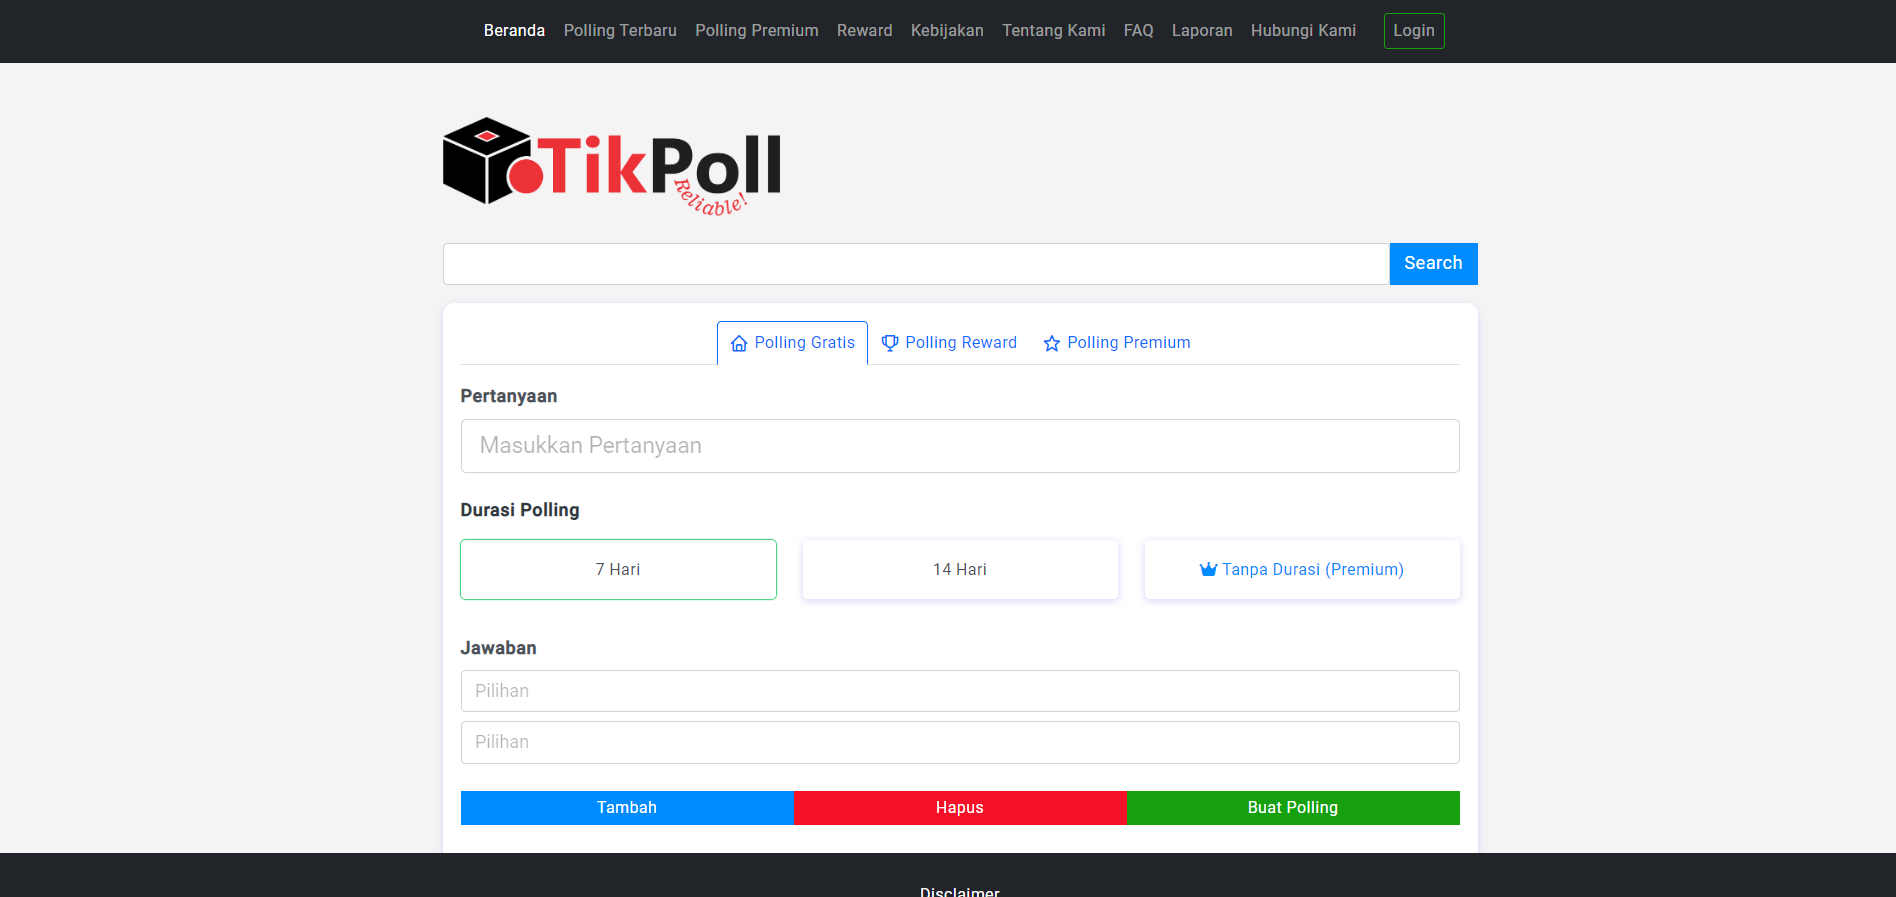 Beranda Polling Terbaru Polling Premium Reward Kebijakan Tentang Kami FAQ Laporan Hubungi Kami Login
TikPoll
Reliable!
Search
Polling Gratis Polling Reward Polling Premium
Pertanyaan
Masukkan Pertanyaan
Durasi Polling
7 Hari 14 Hari Tanpa Durasi (Premium)
Jawaban
Pilihan
Pilihan
Tambah Hapus Buat Polling
Disclaimer